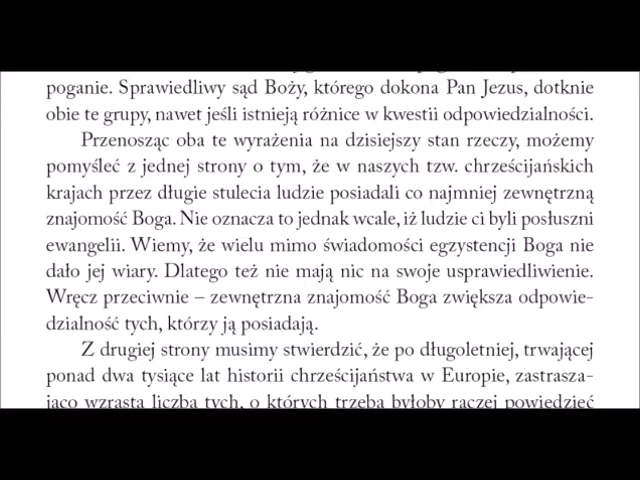 poganie. Sprawiedliwy sąd Boży, którego dokona Pan Jezus, dotknie
obie te grupy, nawet jeśli istnieją różnice w kwestii odpowiedzialności.
Przenosząc oba te wyrażenia na dzisiejszy stan rzeczy, możemy
pomyśleć z jednej strony o tym, że w naszych tzw. chrześcijańskich
krajach przez długie stulecia ludzie posiadali co najmniej zewnętrzną
znajomość Boga. Nie oznacza to jednak wcale, iż ludzie ci byli posłuszni
ewangelii. Wiemy, że wielu mimo świadomości egzystencji Boga nie
dało jej wiary. Dlatego też nie mają nic na swoje usprawiedliwienie.
Wręcz przeciwnie – zewnętrzna znajomość Boga zwiększa odpowie-
dzialność tych, którzy ją posiadają.
Z drugiej strony musimy stwierdzić, że po długoletniej, trwającej
ponad dwa tysiące lat historii chrześcijaństwa w Europie, zastrasza-
jąco wzrasta liczba tych, o których trzeba byłoby raczej powiedzieć